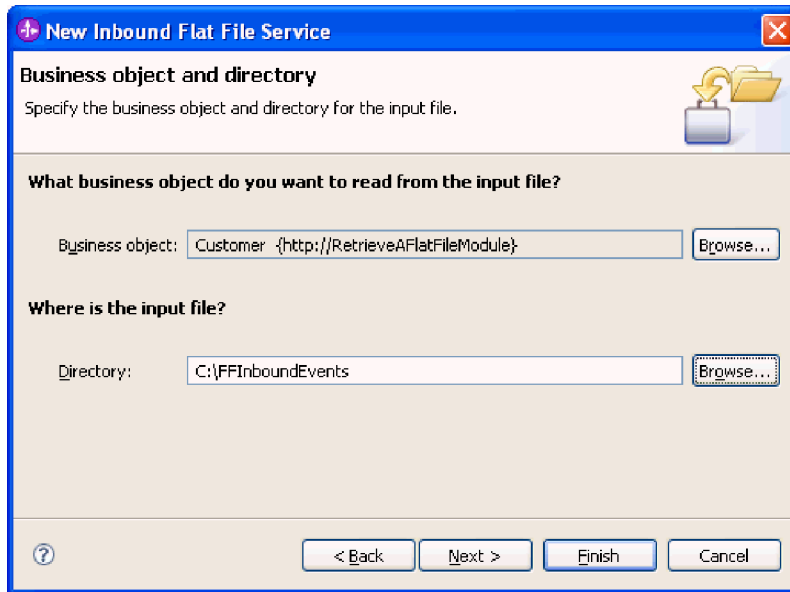 New Inbound Flat File Service
Business object and directory
Specify the business object and directory for the input file.
What business object do you want to read from the input file?
Business object: Customer {http://RetrieveAFlatFileModule} Browse...
Where is the input file?
Directory: C:\FFInboundEvents Browse...
? < Back Next > Finish Cancel